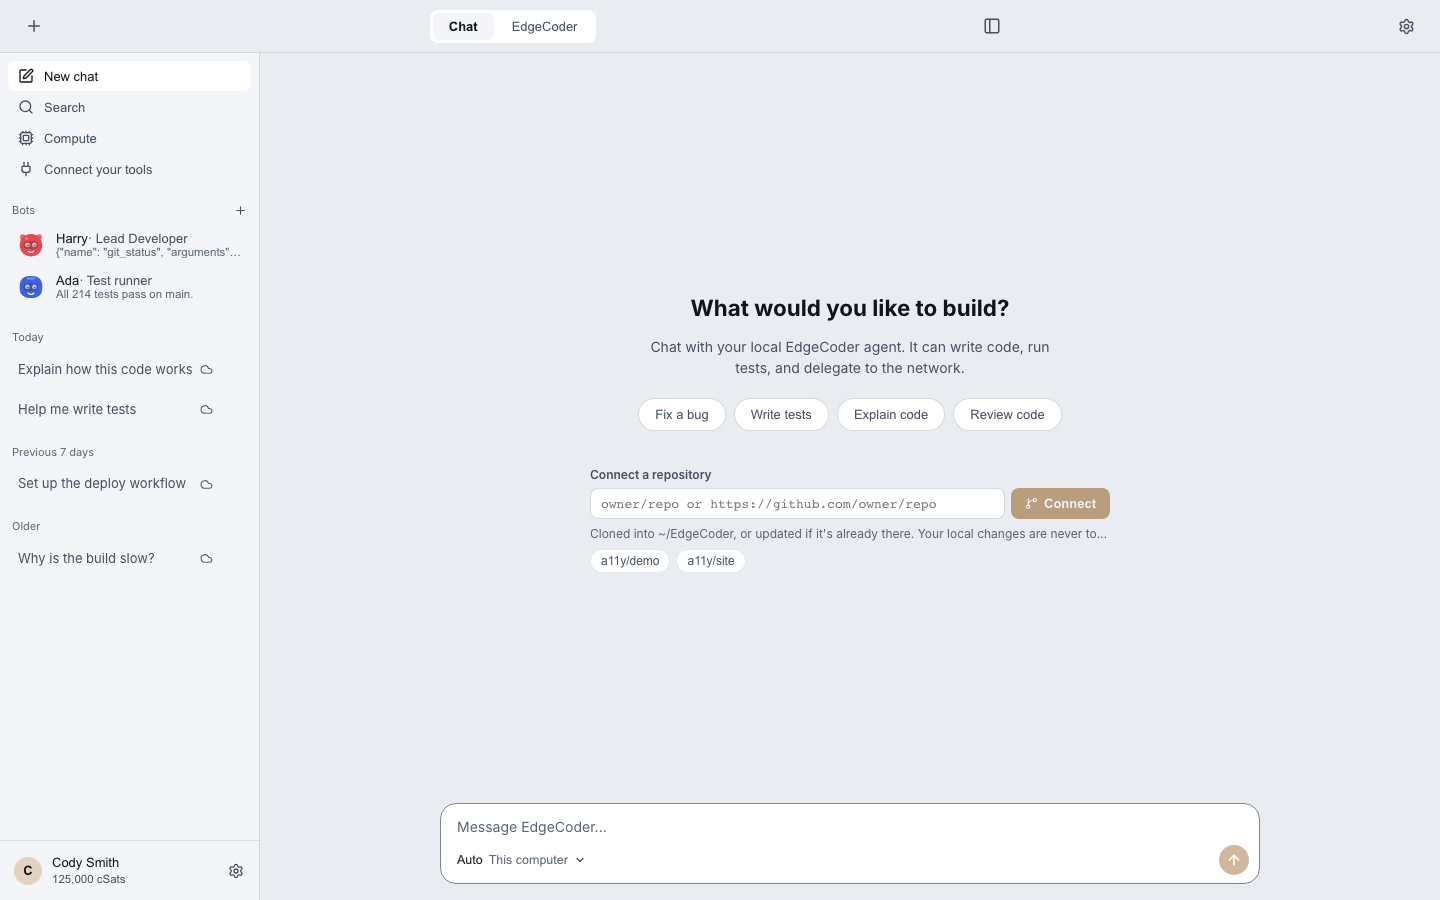 Chat
EdgeCoder
New chat
Search
Compute
Connect your tools
Bots
Harry· Lead Developer
{"name": "git_status", "arguments"...
Ada· Test runner
All 214 tests pass on main.
Today
Explain how this code works
Help me write tests
Previous 7 days
Set up the deploy workflow
Older
Why is the build slow?
C
Cody Smith
125,000 cSats
What would you like to build?
Chat with your local EdgeCoder agent. It can write code, run
tests, and delegate to the network.
Fix a bug
Write tests
Explain code
Review code
Connect a repository
owner/repo or https://github.com/owner/repo
Connect
Cloned into ~/EdgeCoder, or updated if it's already there. Your local changes are never to...
a11y/demo
a11y/site
Message EdgeCoder...
Auto This computer